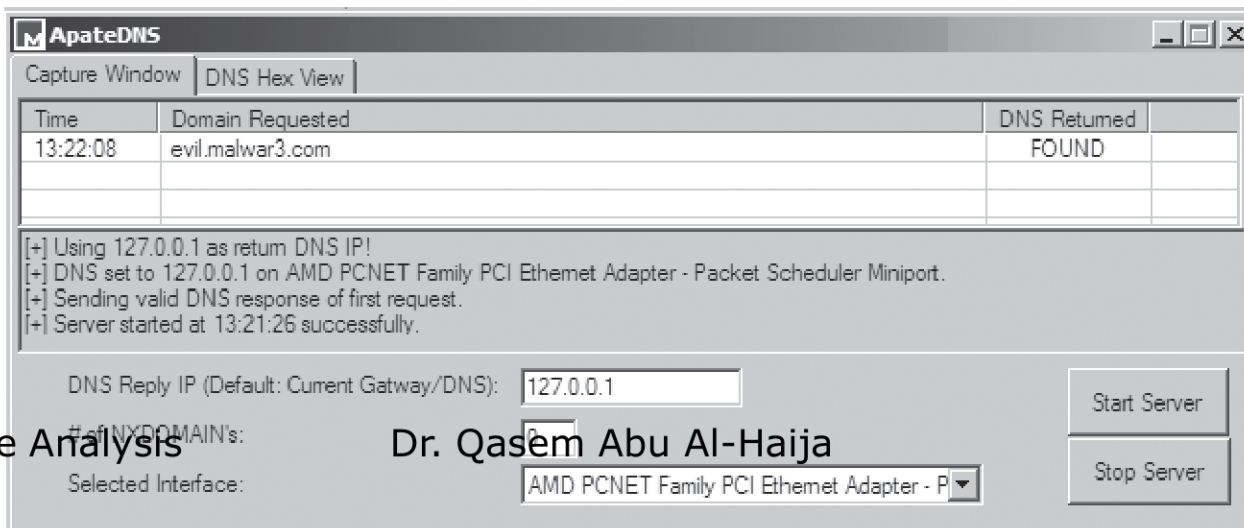 ApateDNS
Capture Window DNS Hex View
Time Domain Requested DNS Returned
13:22:08 evil.malwar3.com FOUND
[+] Using 127.0.0.1 as return DNS IP!
[+] DNS set to 127.0.0.1 on AMD PCNET Family PCI Ethernet Adapter - Packet Scheduler Miniport.
[+] Sending valid DNS response of first request.
[+] Server started at 13:21:26 successfully.
DNS Reply IP (Default: Current Gatway/DNS): 127.0.0.1
Start Server
# of NXDOMAIN's: 0
e Analysis Dr. Qasem Abu Al-Haija
Selected Interface: AMD PCNET Family PCI Ethernet Adapter - P
Stop Server